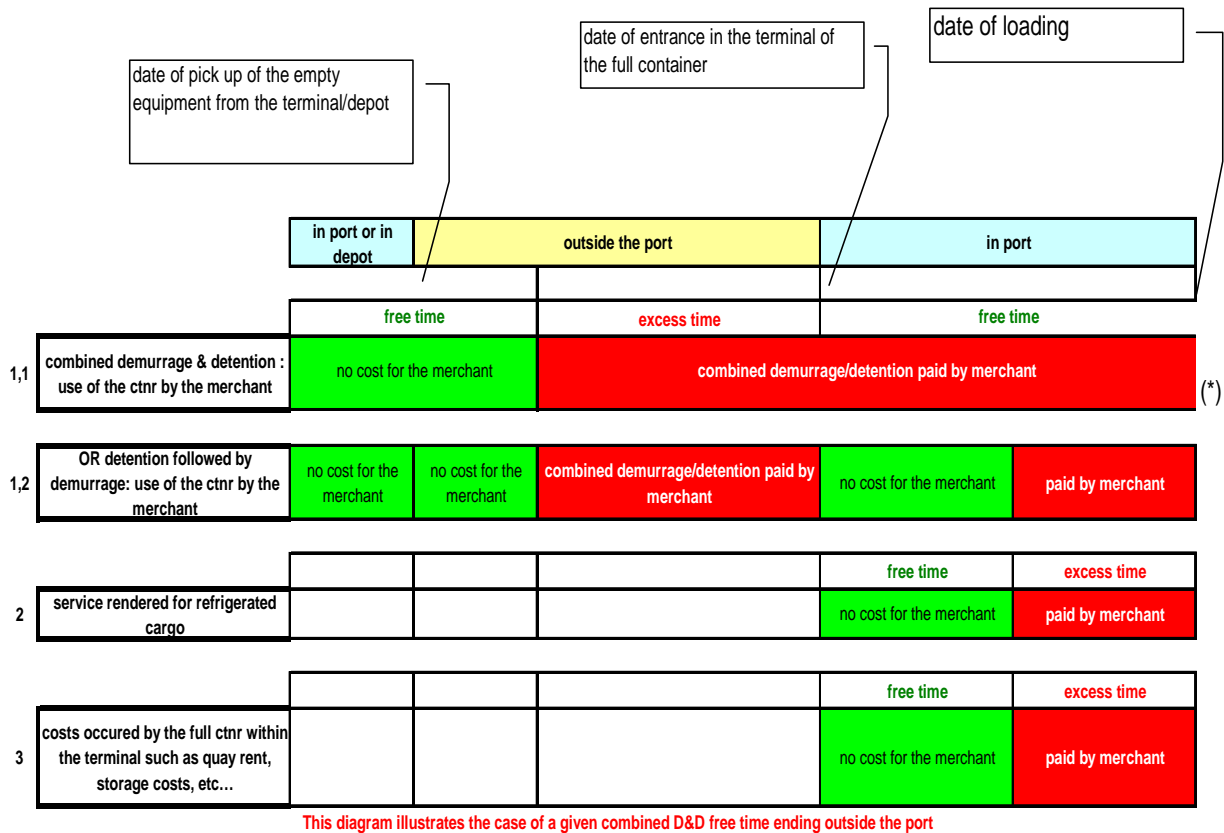 date of pick up of the empty
equipment from the terminal/depot
date of entrance in the terminal of
the full container
date of loading
in port or in
depot
outside the port
in port
free time
excess time
free time
1,1
combined demurrage & detention :
use of the ctnr by the merchant
no cost for the merchant
combined demurrage/detention paid by merchant
(*)
1,2
OR detention followed by
demurrage: use of the ctnr by the
merchant
no cost for the
merchant
no cost for the
merchant
combined demurrage/detention paid by
merchant
no cost for the merchant
paid by merchant
free time
excess time
2
service rendered for refrigerated
cargo
no cost for the merchant
paid by merchant
free time
excess time
3
costs occured by the full ctnr within
the terminal such as quay rent,
storage costs, etc…
no cost for the merchant
paid by merchant
This diagram illustrates the case of a given combined D&D free time ending outside the port